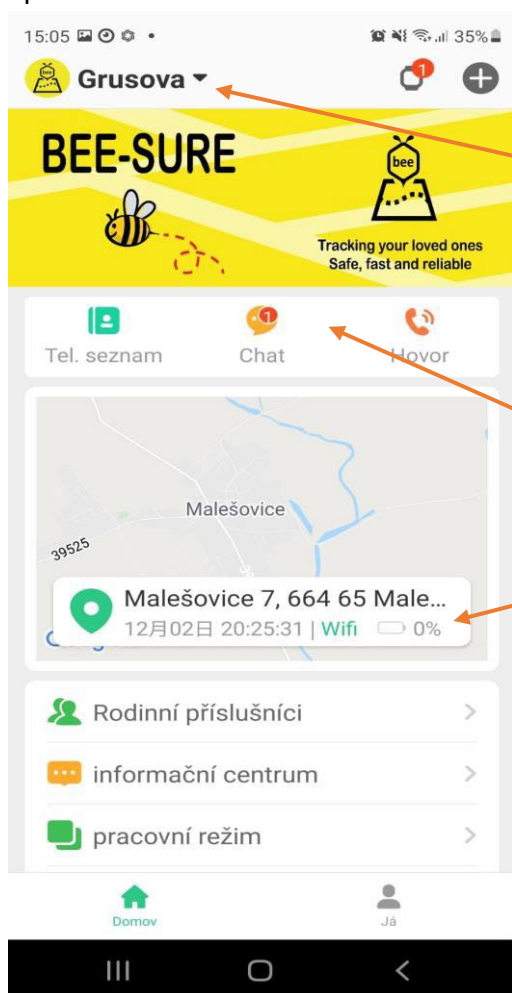 15:05 35%
Grusova
1
BEE-SURE
bee
Tracking your loved ones
Safe, fast and reliable
Tel. seznam
1
Chat
Hovor
Malešovice
39525
Malešovice 7, 664 65 Male...
12月02日 20:25:31 | Wifi 0%
Rodinní příslušníci
informační centrum
pracovní režim
Domov
Já